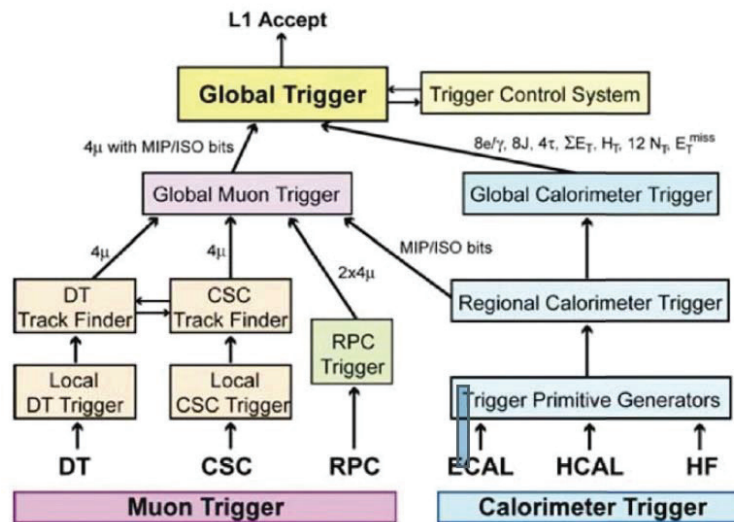 L1 Accept
Global Trigger
Trigger Control System
4μ with MIP/ISO bits
8e/γ, 8J, 4τ, ΣE_T, H_T, 12 N_T, E_T^miss
Global Muon Trigger
Global Calorimeter Trigger
4μ
4μ
2x4μ
MIP/ISO bits
DT
Track Finder
CSC
Track Finder
RPC
Trigger
Regional Calorimeter Trigger
Local
DT Trigger
Local
CSC Trigger
Trigger Primitive Generators
DT
CSC
RPC
ECAL
HCAL
HF
Muon Trigger
Calorimeter Trigger